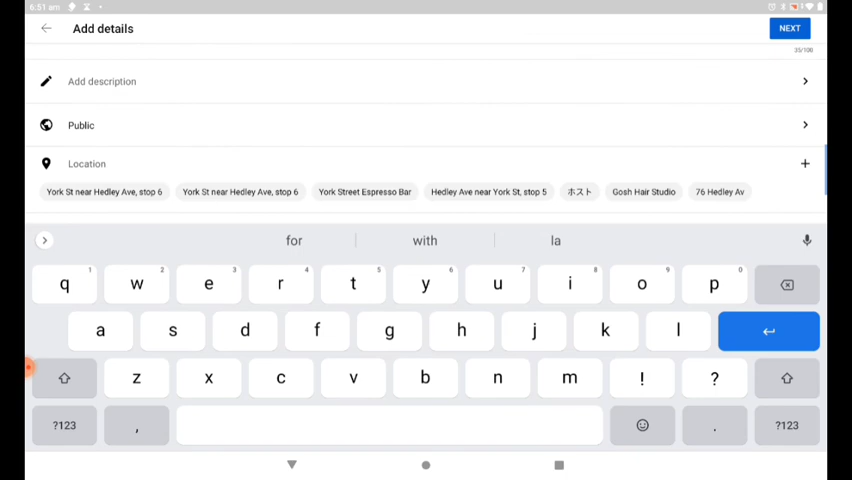 6:51 am
Add details
NEXT
35/100
Add description
Public
Location
York St near Hedley Ave, stop 6 York St near Hedley Ave, stop 6 York Street Espresso Bar Hedley Ave near York St, stop 5 ホスト Gosh Hair Studio 76 Hedley Av
for with la
q 1 w 2 e 3 r 4 t 5 y 6 u 7 i 8 o 9 p 0
a s d f g h j k l
z x c v b n m ! ?
?123 , . ?123